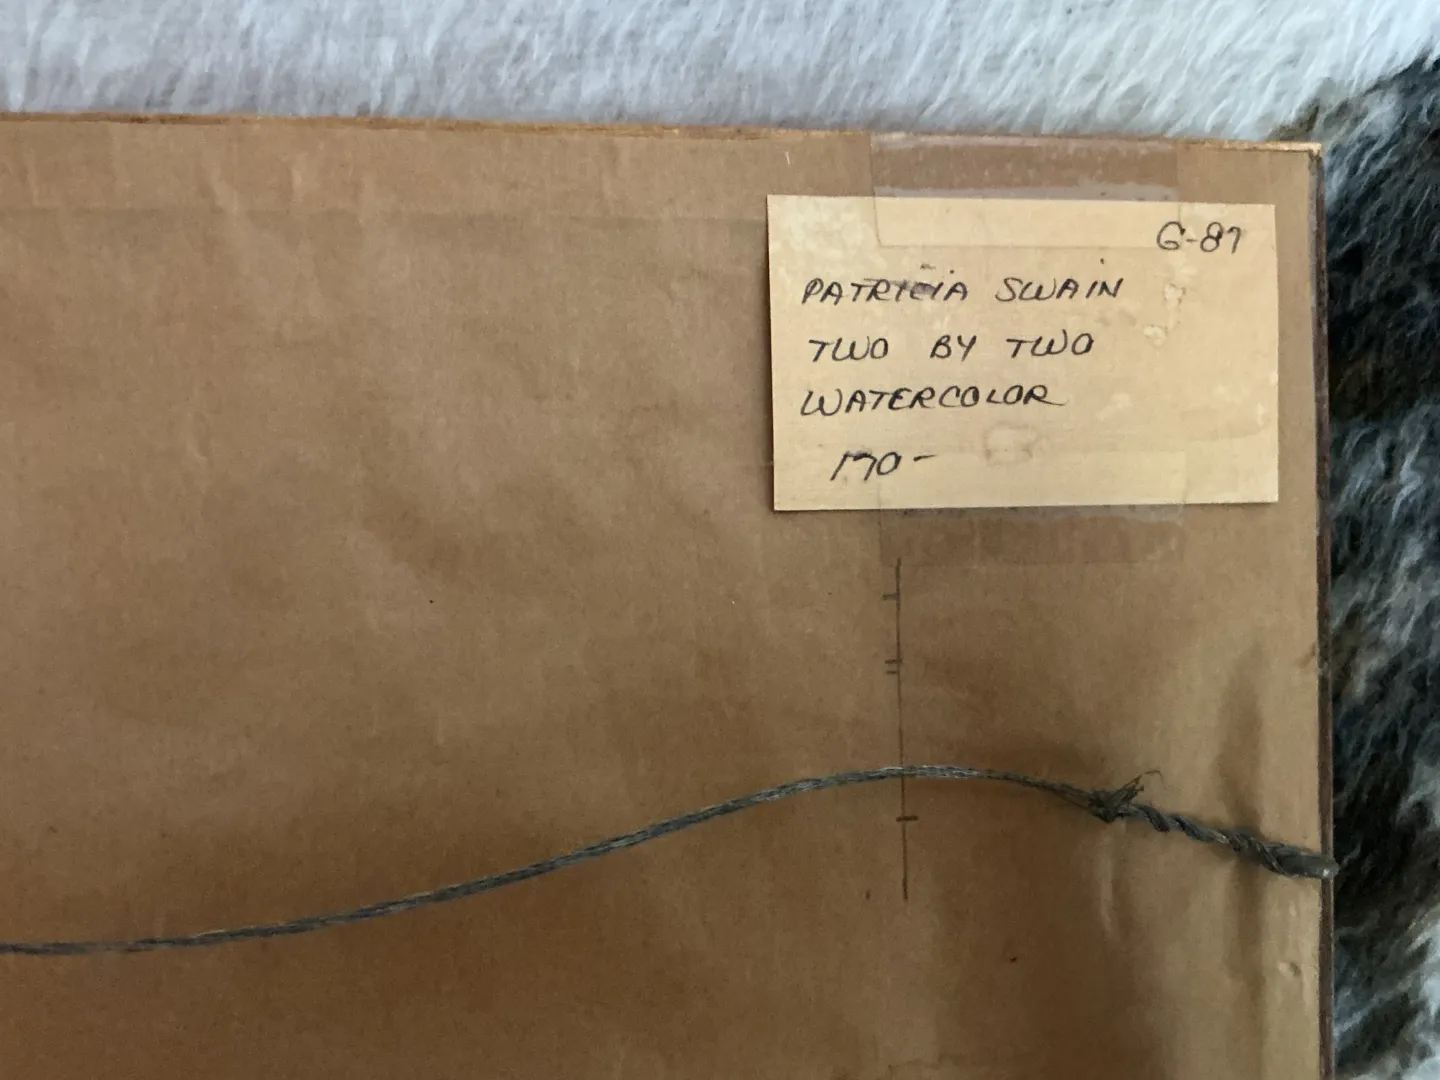 G-87
PATRICIA SWAIN
TWO BY TWO
WATERCOLOR
170-